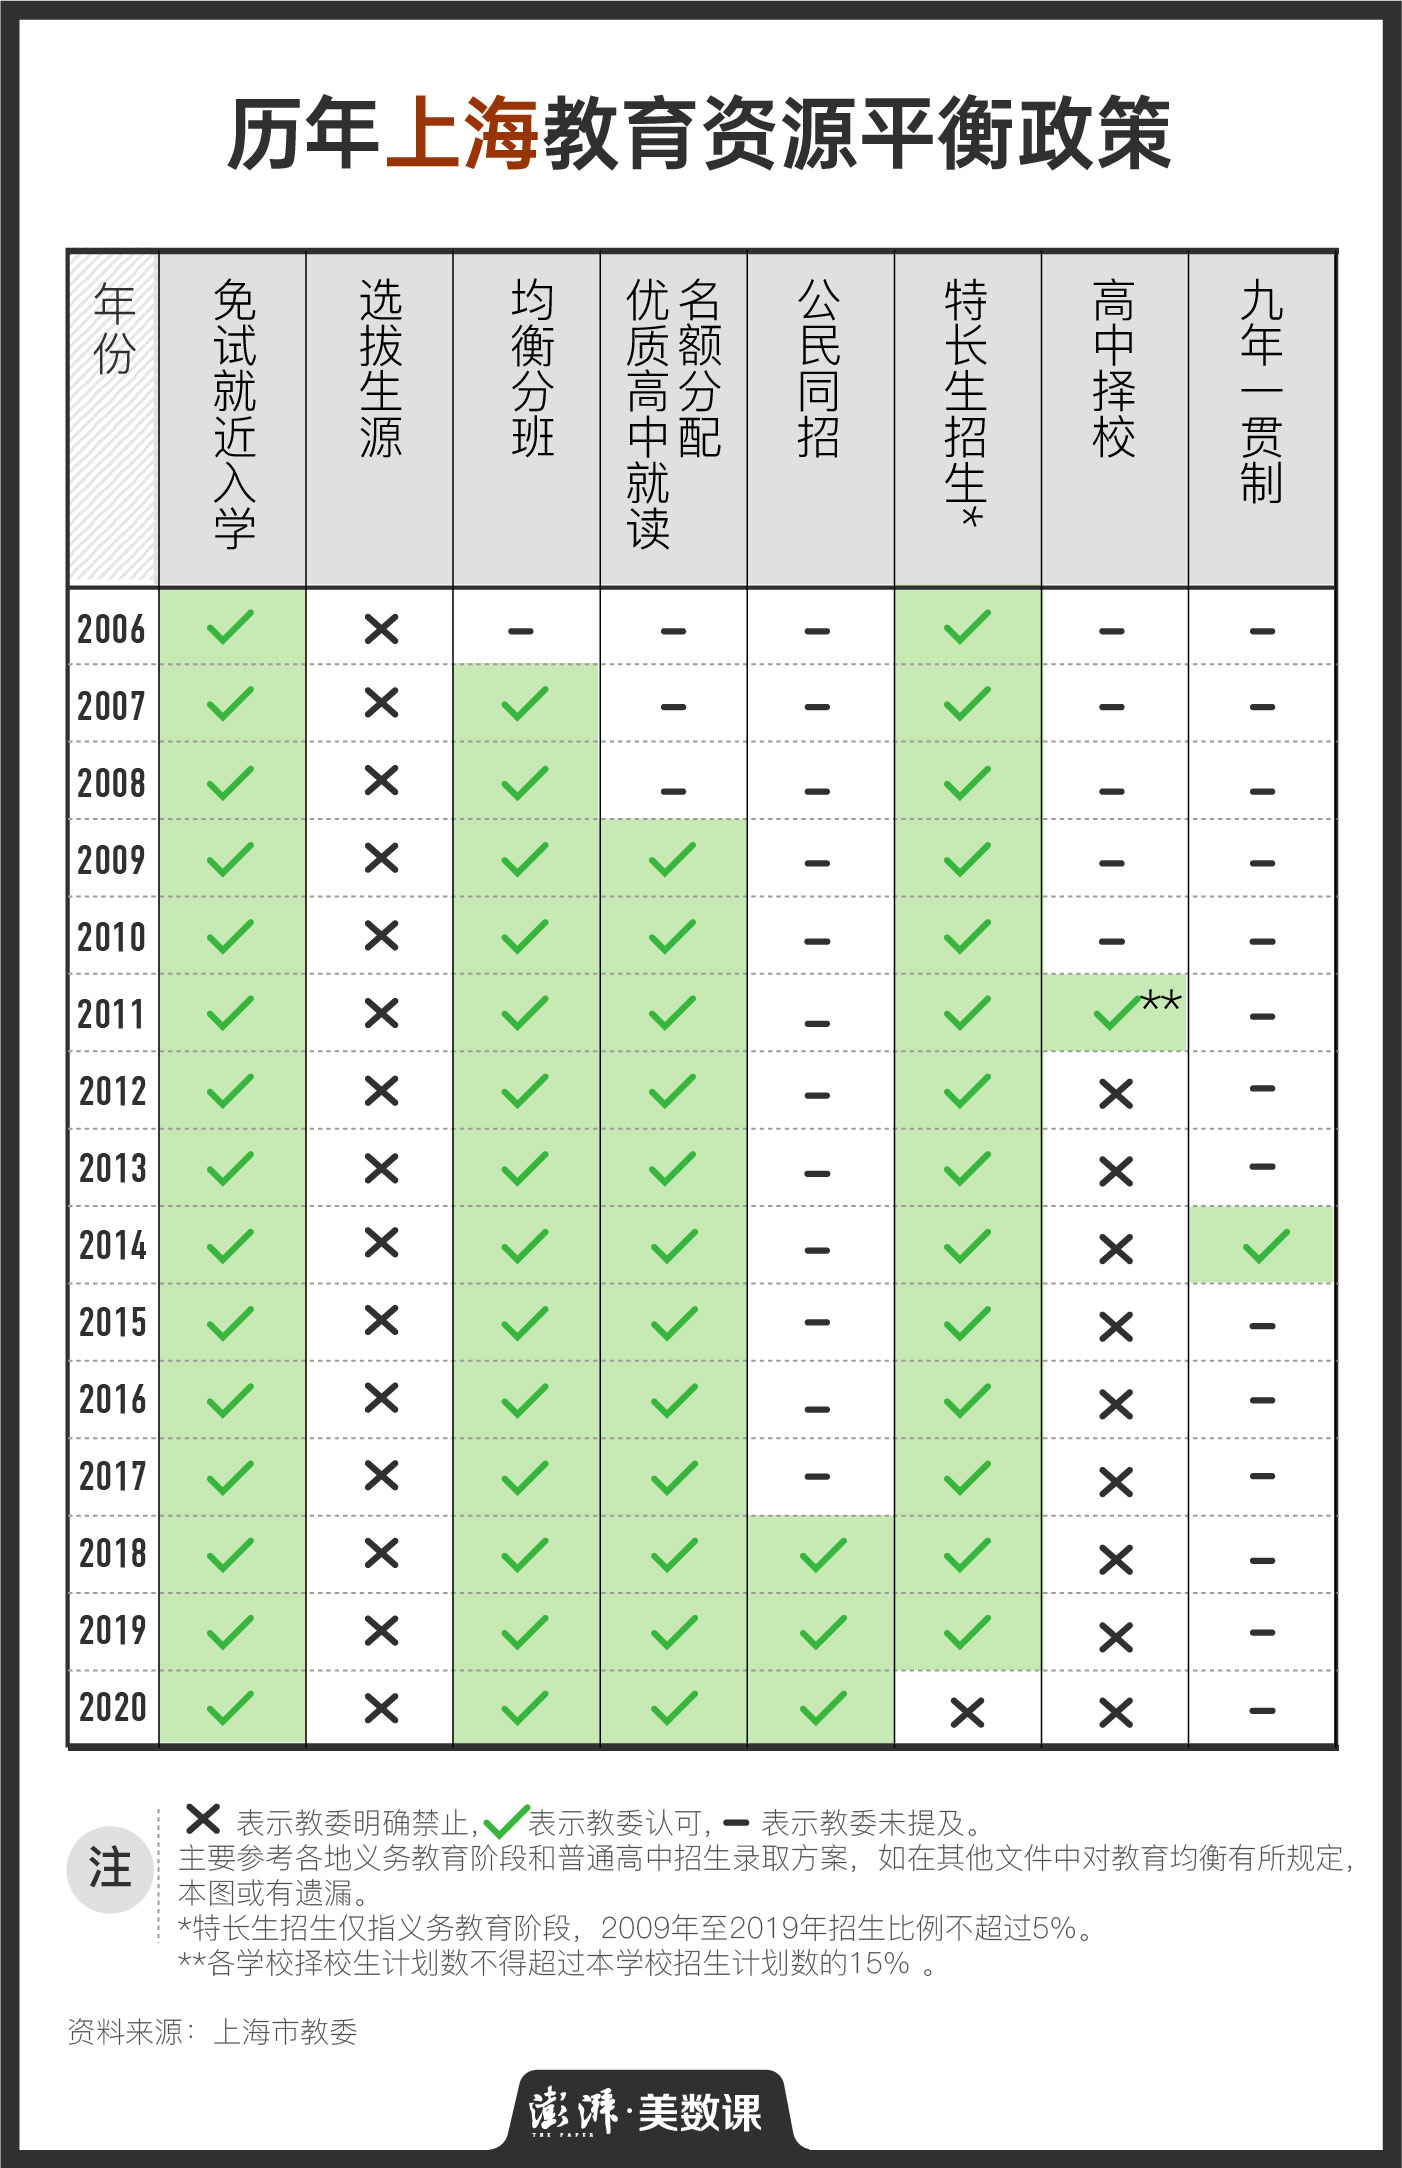 历年上海教育资源平衡政策
年份
免试就近入学
选拔生源
均衡分班
名额分配
优质高中就读
公民同招
特长生招生*
高中择校
九年一贯制
2006
2007
2008
2009
2010
2011 **
2012
2013
2014
2015
2016
2017
2018
2019
2020
注
表示教委明确禁止, 表示教委认可, 表示教委未提及。
主要参考各地义务教育阶段和普通高中招生录取方案，如在其他文件中对教育均衡有所规定，
本图或有遗漏。
*特长生招生仅指义务教育阶段，2009年至2019年招生比例不超过5%。
**各学校择校生计划数不得超过本学校招生计划数的15% 。
资料来源：上海市教委
澎湃·美数课
THE PAPER